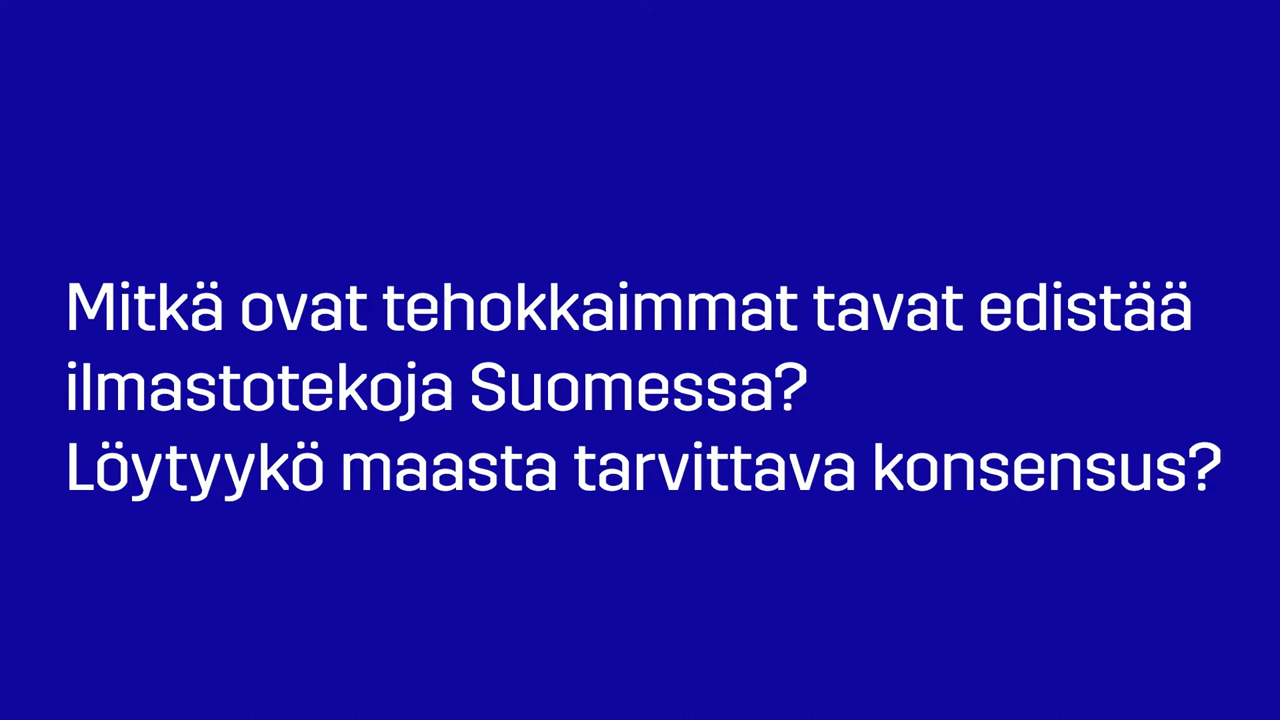 Mitkä ovat tehokkaimmat tavat edistää
ilmastotekoja Suomessa?
Löytyykö maasta tarvittava konsensus?